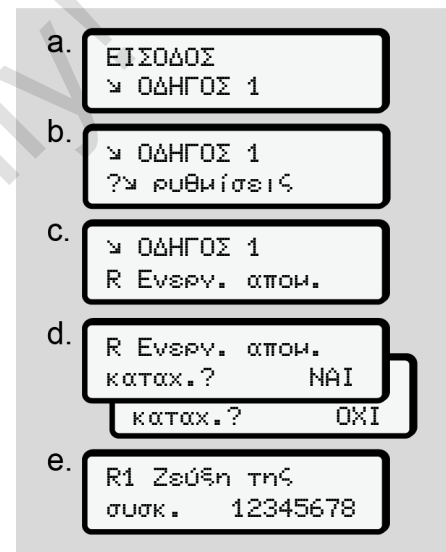 a.
ΕΙΣΟΔΟΣ
↘ ΟΔΗΓΟΣ 1
b.
↘ ΟΔΗΓΟΣ 1
?↘ ρυθμίσεις
c.
↘ ΟΔΗΓΟΣ 1
R Ενεργ. απομ.
d.
R Ενεργ. απομ.
καταχ.? ΝΑΙ
καταχ.? ΟΧΙ
e.
R1 Ζεύξη της
συσκ. 12345678